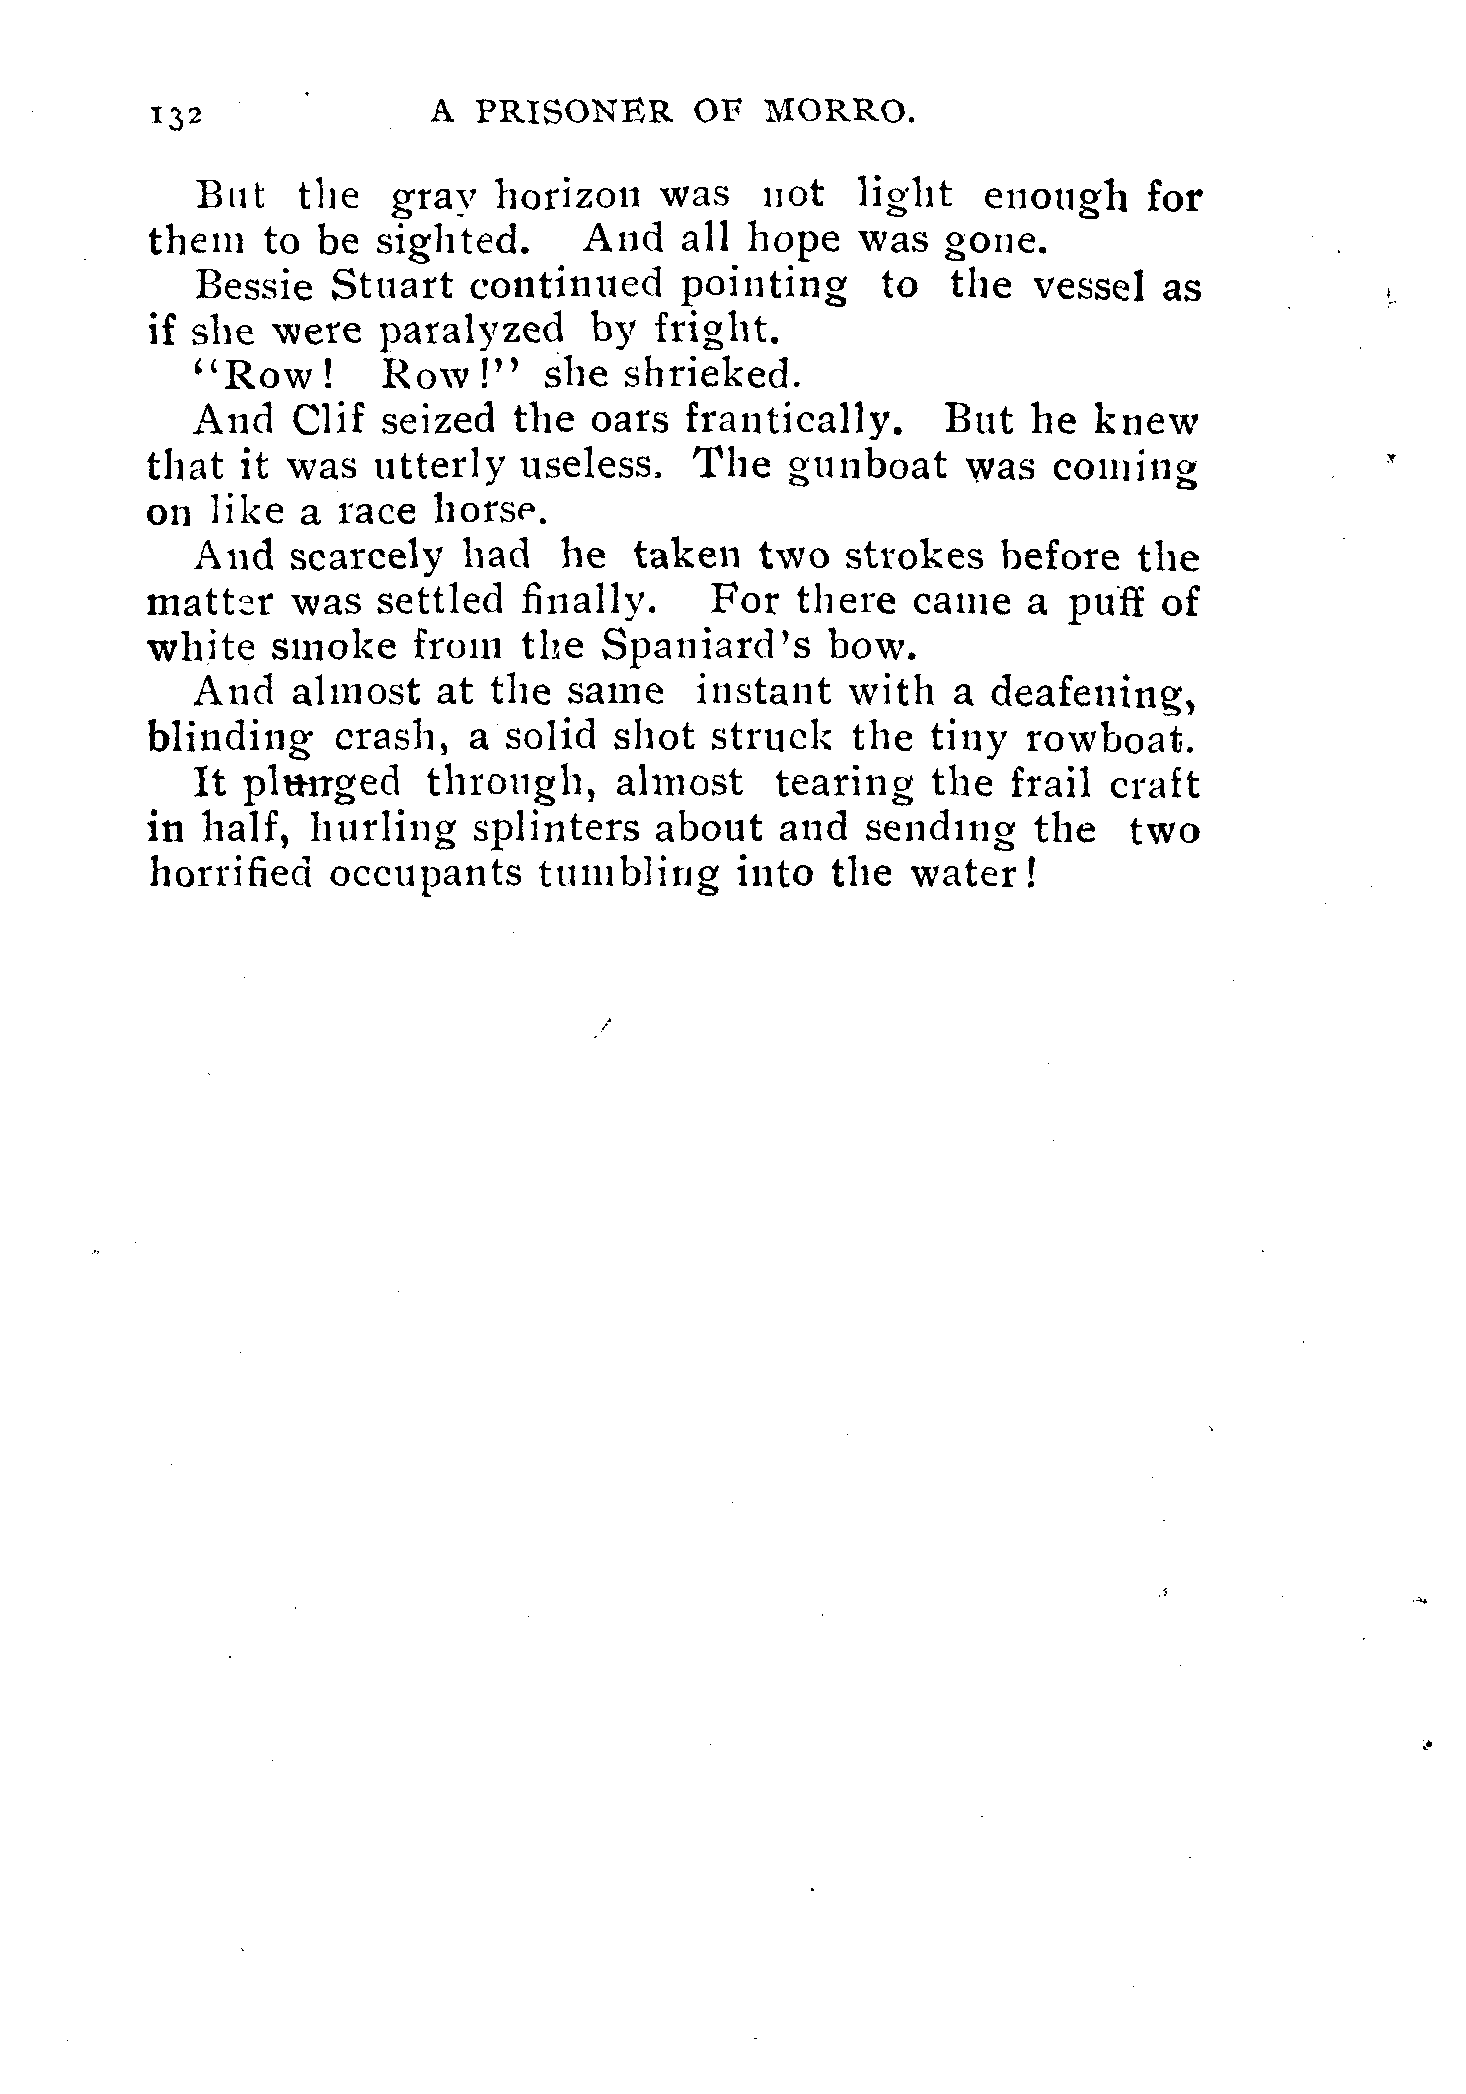 132 A PRISONER OF MORRO.
But the gray horizon was not light enough for
them to be sighted. And all hope was gone.
Bessie Stuart continued pointing to the vessel as
if she were paralyzed by fright.
"Row! Row!" she shrieked.
And Clif seized the oars frantically. But he knew
that it was utterly useless. The gunboat was coming
on like a race horse.
And scarcely had he taken two strokes before the
matter was settled finally. For there came a puff of
white smoke from the Spaniard's bow.
And almost at the same instant with a deafening,
blinding crash, a solid shot struck the tiny rowboat.
It plunged through, almost tearing the frail craft
in half, hurling splinters about and sending the two
horrified occupants tumbling into the water!